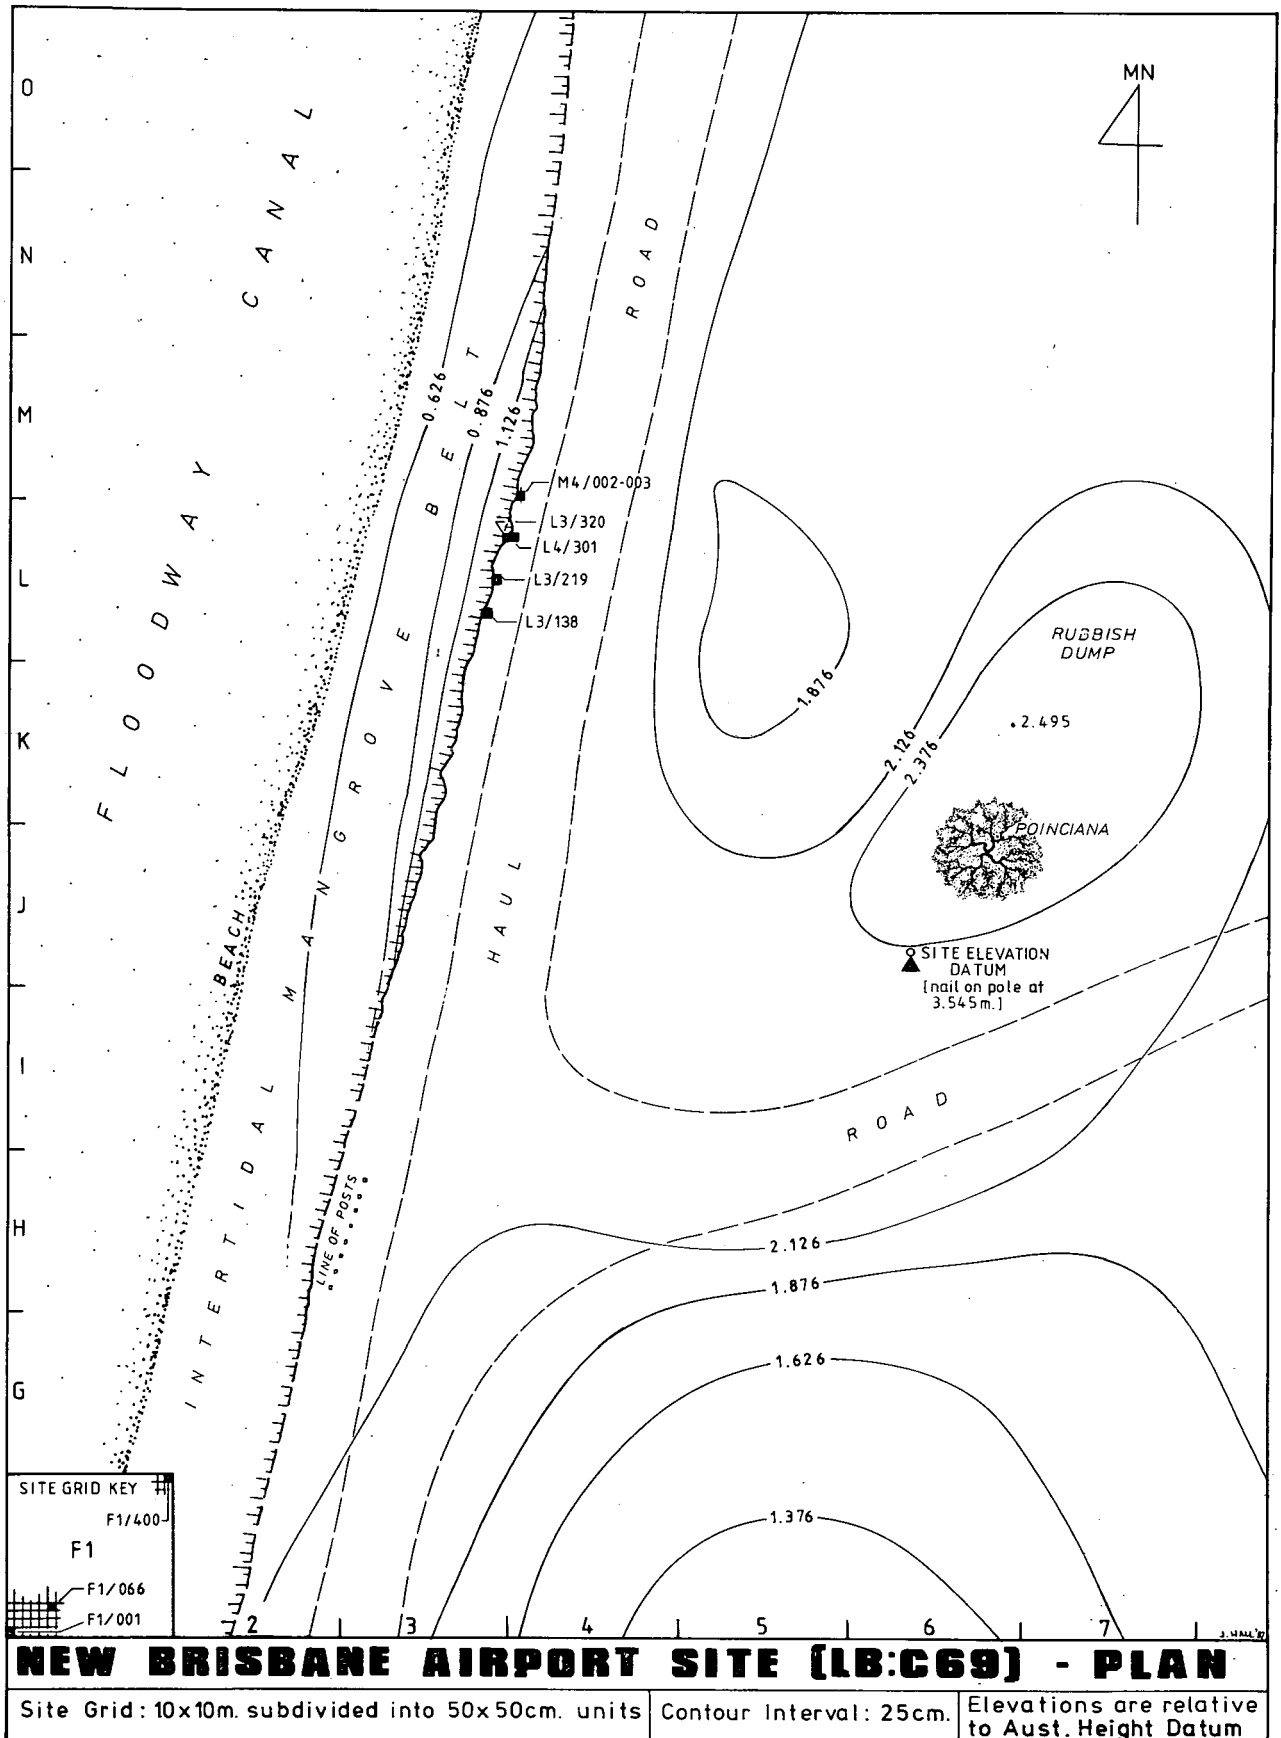 MN
O
N
M
L
K
J
I
H
G
FLOODWAY CANAL
BEACH
INTERTIDAL MANGROVE BELT
0.626
0.876
1.126
HAUL ROAD
M4/002-003
L3/320
L4/301
L3/219
L3/138
1.876
2.126
2.376
RUBBISH
DUMP
.2.495
POINCIANA
SITE ELEVATION
DATUM
[nail on pole at
3.545m.]
ROAD
LINE OF POSTS
2.126
1.876
1.626
1.376
SITE GRID KEY
F1/400
F1
F1/066
F1/001
2 3 4 5 6 7
J. HALL '87
NEW BRISBANE AIRPORT SITE [LB:C69] - PLAN
Site Grid: 10x10m. subdivided into 50x50cm. units
Contour Interval: 25cm.
Elevations are relative
to Aust. Height Datum